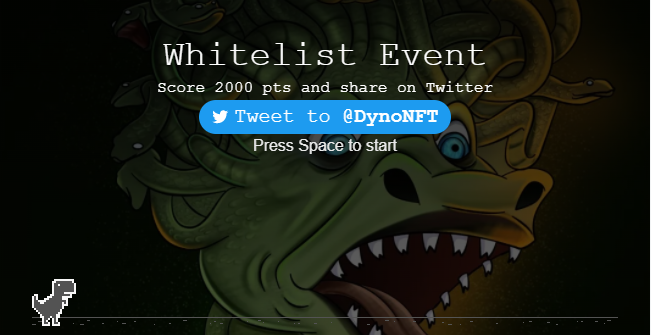 Whitelist Event
Score 2000 pts and share on Twitter
Tweet to @DynoNFT
Press Space to start